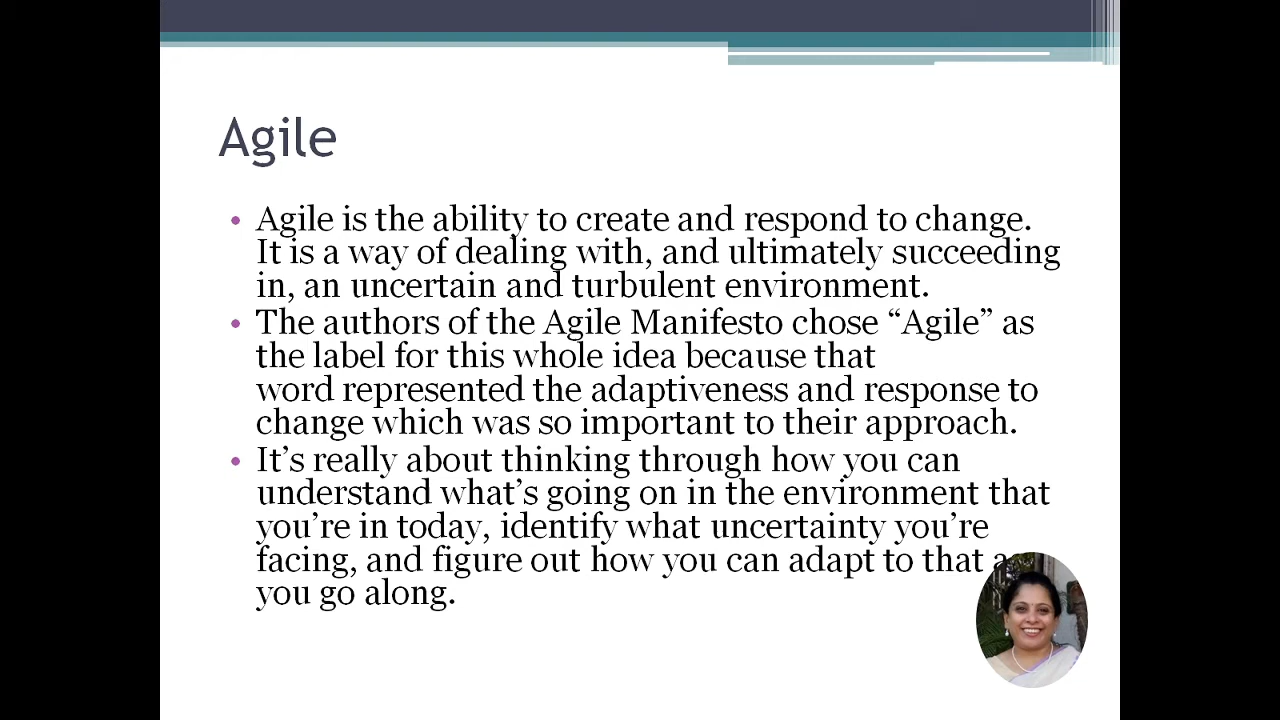 Agile
• Agile is the ability to create and respond to change.
It is a way of dealing with, and ultimately succeeding
in, an uncertain and turbulent environment.
• The authors of the Agile Manifesto chose “Agile” as
the label for this whole idea because that
word represented the adaptiveness and response to
change which was so important to their approach.
• It’s really about thinking through how you can
understand what’s going on in the environment that
you’re in today, identify what uncertainty you’re
facing, and figure out how you can adapt to that
you go along.